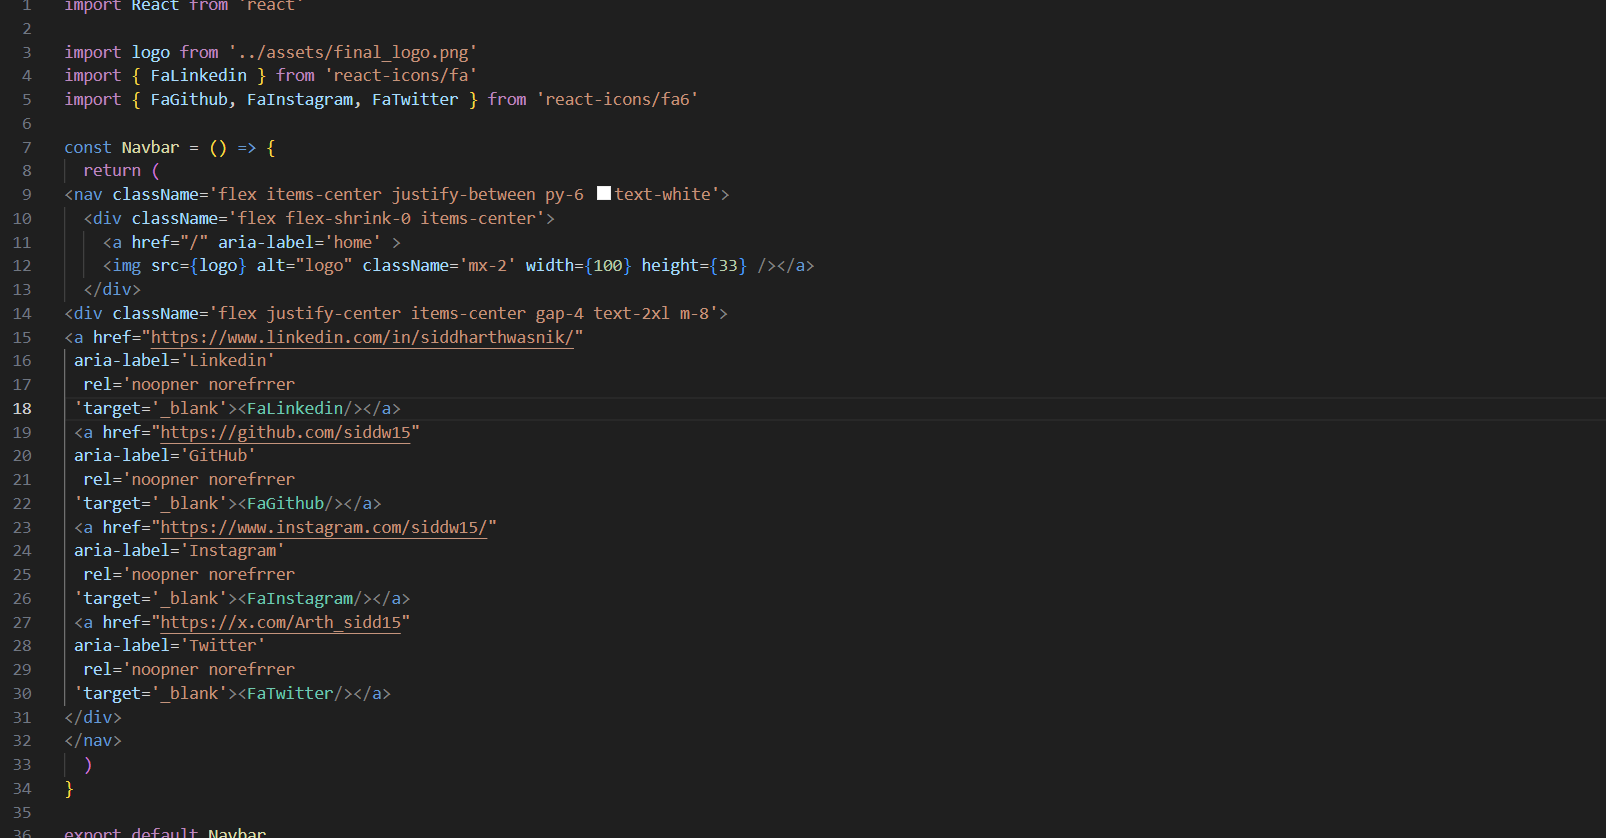 1 import React from 'react'
2
3 import logo from '../assets/final_logo.png'
4 import { FaLinkedin } from 'react-icons/fa'
5 import { FaGithub, FaInstagram, FaTwitter } from 'react-icons/fa6'
6
7 const Navbar = () => {
8 return (
9 <nav className='flex items-center justify-between py-6 text-white'>
10 <div className='flex flex-shrink-0 items-center'>
11 <a href="/" aria-label='home' >
12 <img src={logo} alt="logo" className='mx-2' width={100} height={33} /></a>
13 </div>
14 <div className='flex justify-center items-center gap-4 text-2xl m-8'>
15 <a href="https://www.linkedin.com/in/siddharthwasnik/"
16 aria-label='Linkedin'
17 rel='noopner norefrrer
18 'target='_blank'><FaLinkedin/></a>
19 <a href="https://github.com/siddw15"
20 aria-label='GitHub'
21 rel='noopner norefrrer
22 'target='_blank'><FaGithub/></a>
23 <a href="https://www.instagram.com/siddw15/"
24 aria-label='Instagram'
25 rel='noopner norefrrer
26 'target='_blank'><FaInstagram/></a>
27 <a href="https://x.com/Arth_sidd15"
28 aria-label='Twitter'
29 rel='noopner norefrrer
30 'target='_blank'><FaTwitter/></a>
31 </div>
32 </nav>
33 )
34 }
35
36 export default Navbar